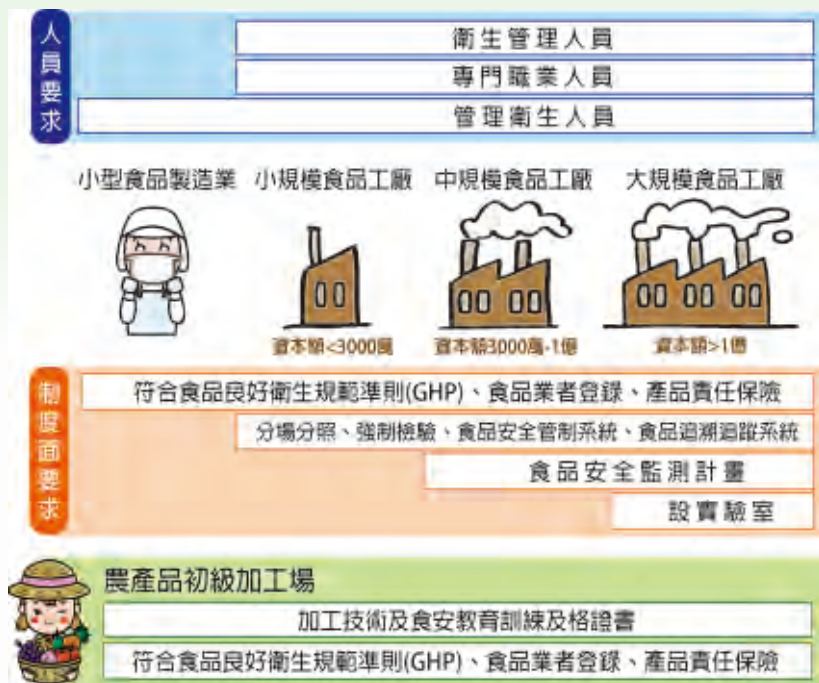 人員要求
衛生管理人員
專門職業人員
管理衛生人員
小型食品製造業 小規模食品工廠 中規模食品工廠 大規模食品工廠
資本額<3000萬 資本額3000萬-1億 資本額>1億
制度面要求
符合食品良好衛生規範準則(GHP)、食品業者登錄、產品責任保險
分場分照、強制檢驗、食品安全管制系統、食品追溯追蹤系統
食品安全監測計畫
設實驗室
農產品初級加工場
加工技術及食安教育訓練及格證書
符合食品良好衛生規範準則(GHP)、食品業者登錄、產品責任保險